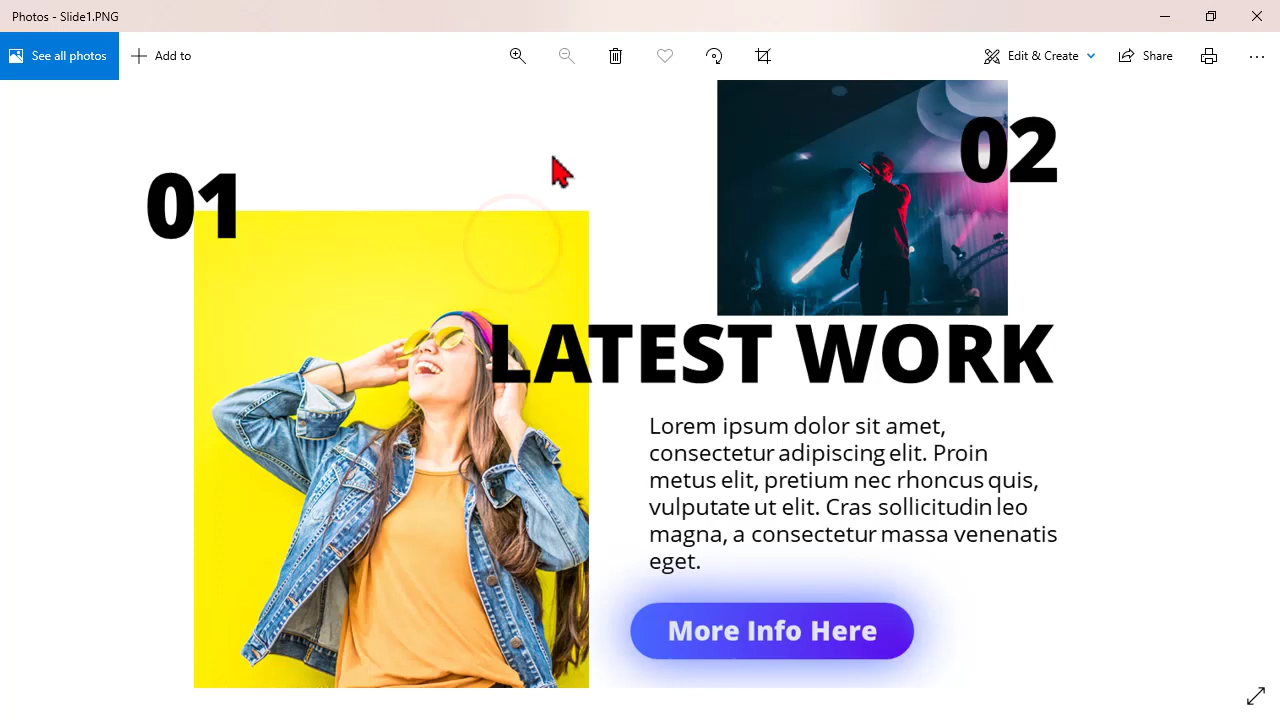 Photos - Slide1.PNG
See all photos
Add to
Edit & Create
Share
01
02
LATEST WORK
Lorem ipsum dolor sit amet,
consectetur adipiscing elit. Proin
metus elit, pretium nec rhoncus quis,
vulputate ut elit. Cras sollicitudin leo
magna, a consectetur massa venenatis
eget.
More Info Here